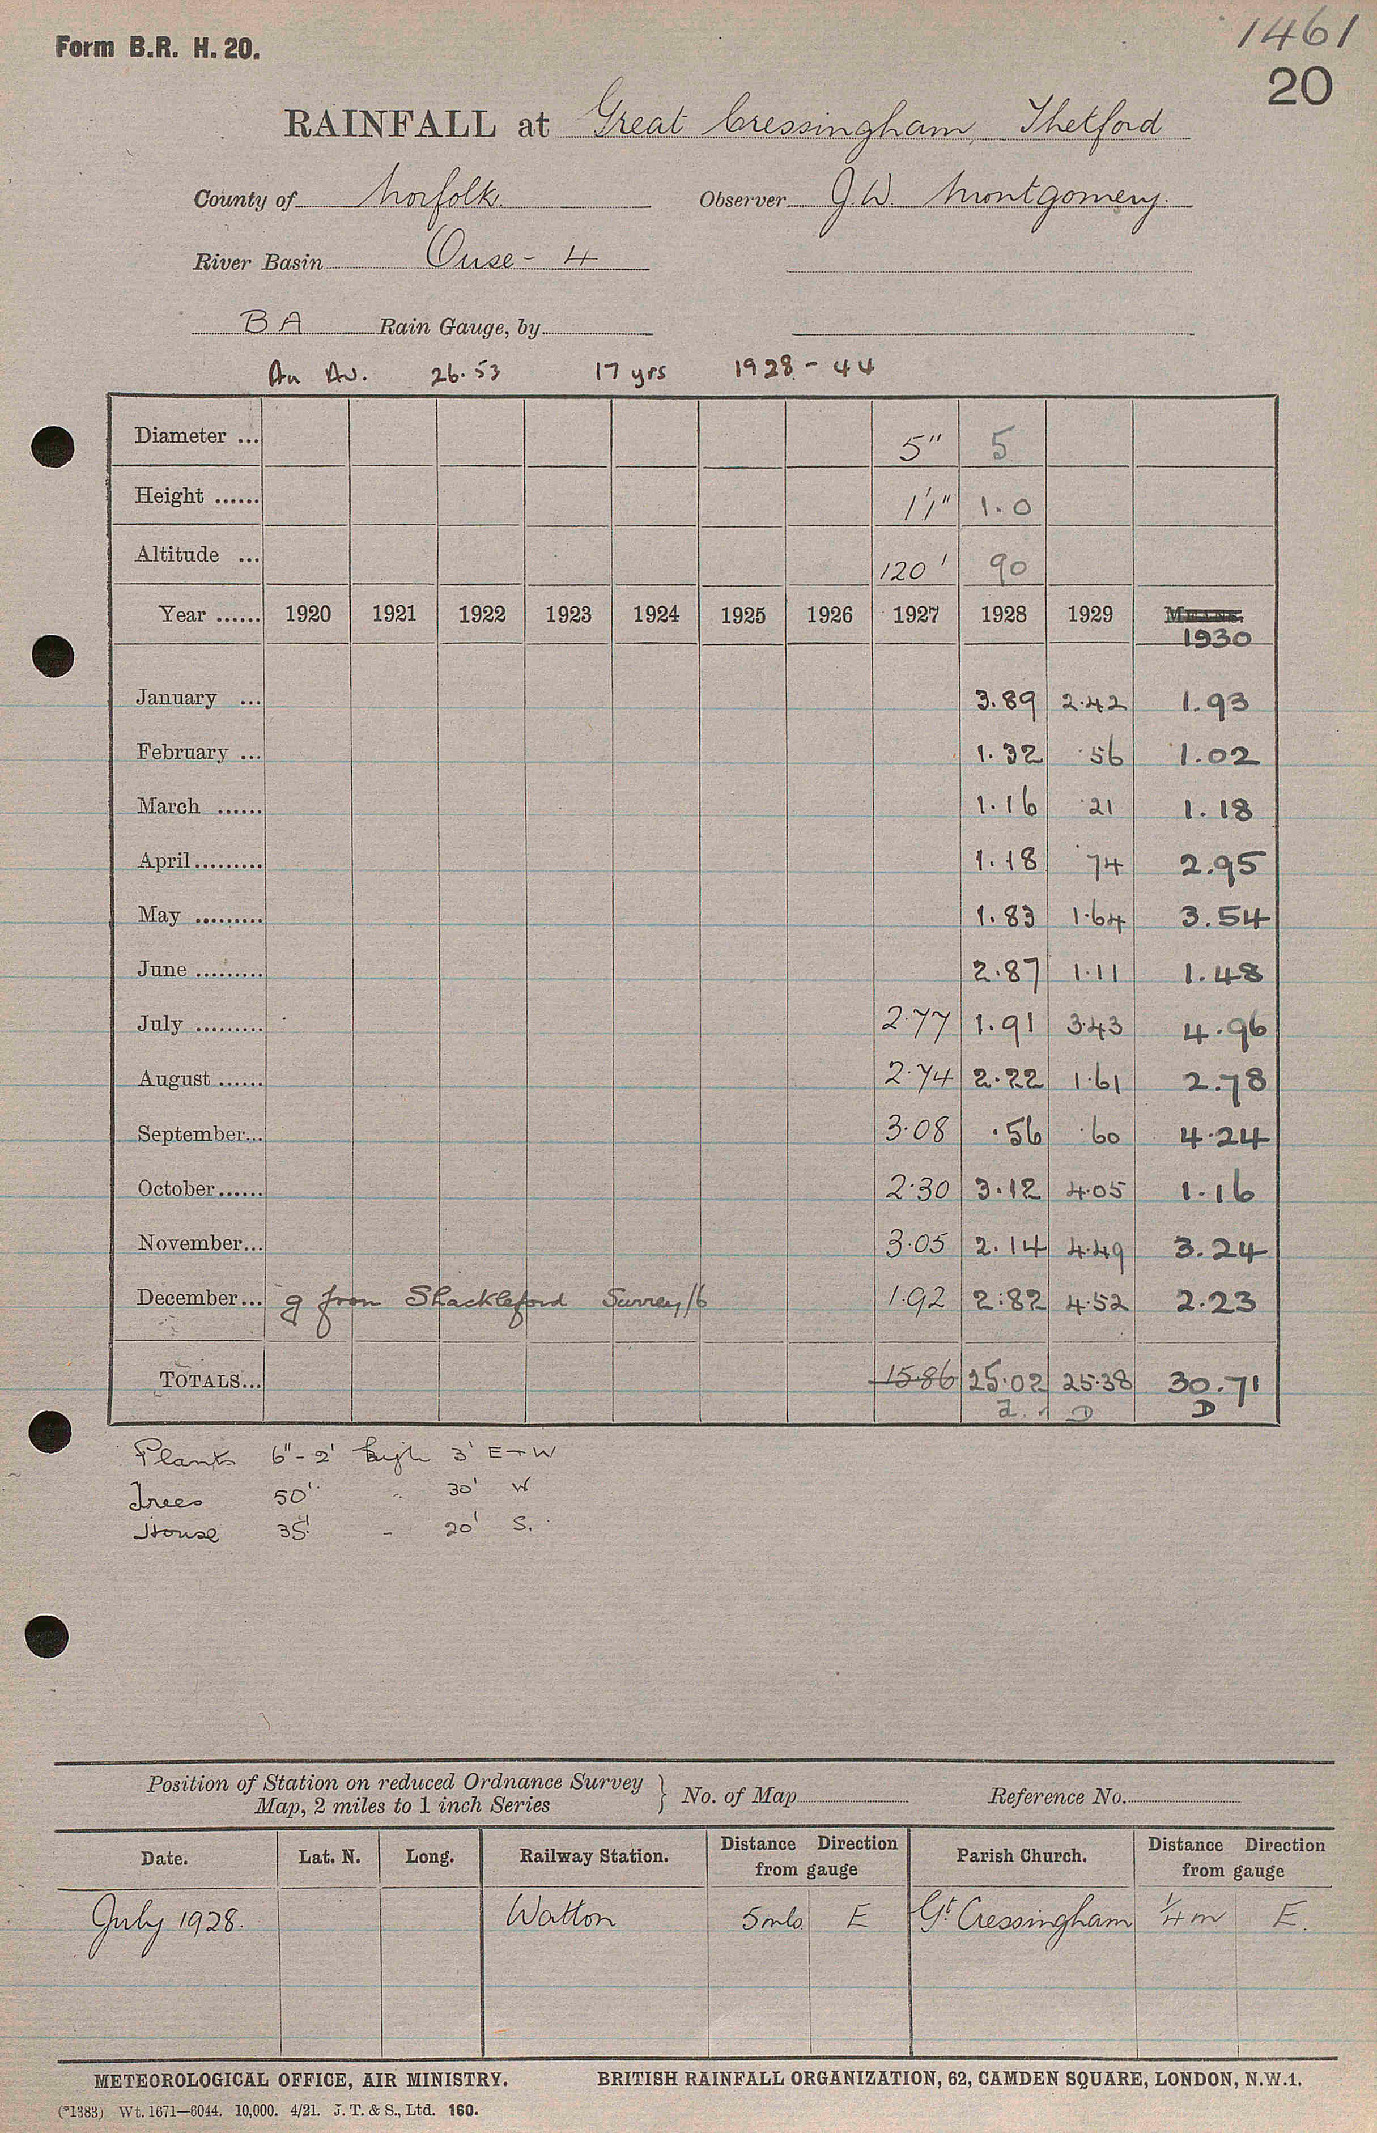 Form B.R. H. 20.
1461
20
RAINFALL at Great Cressingham, Thetford
County of Norfolk. Observer J.W. Montgomery.
River Basin Ouse - 4
BA Rain Gauge, by
An Av. 26.53 17 yrs 1928 - 44
Diameter ... 5" 5
Height ...... 1'1" 1.0
Altitude ... 120' 90
Year ...... 1920 1921 1922 1923 1924 1925 1926 1927 1928 1929 MEANS.
1930
January ... 3.89 2.42 1.93
February ... 1.32 .56 1.02
March ...... 1.16 .21 1.18
April ......... 1.18 .74 2.95
May ......... 1.83 1.64 3.54
June ......... 2.87 1.11 1.48
July ......... 2.77 1.91 3.43 4.96
August ...... 2.74 2.22 1.61 2.78
September... 3.08 .56 .60 4.24
October ...... 2.30 3.12 4.05 1.16
November... 3.05 2.14 4.49 3.24
December... g from Shackleford Surrey/6 1.92 2.82 4.52 2.23
TOTALS... 15.86 25.02 25.38 30.71
D D
Plants 6" - 2' high 3' E - W
Trees 50' " 30' W
House 35' - 20' S.
Position of Station on reduced Ordnance Survey
Map, 2 miles to 1 inch Series } No. of Map Reference No.
Date. Lat. N. Long. Railway Station. Distance Direction from gauge Parish Church. Distance Direction from gauge
July 1928. Watton 5 mls E Gt Cressingham 1/4 m E.
METEOROLOGICAL OFFICE, AIR MINISTRY. BRITISH RAINFALL ORGANIZATION, 62, CAMDEN SQUARE, LONDON, N.W.1.
(*1383) Wt. 1671—6044. 10,000. 4/21. J. T. & S., Ltd. 160.